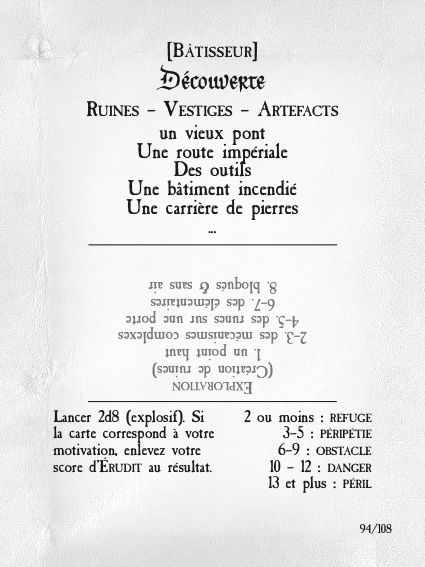 [BÂTISSEUR]
Découverte
RUINES – VESTIGES – ARTEFACTS
un vieux pont
Une route impériale
Des outils
Une bâtiment incendié
Une carrière de pierres
...
EXPLORATION
(Création de ruines)
1. un point haut
2-3. des mécanismes complexes
4-5. des runes sur une porte
6-7. des élémentaires
8. bloqués & sans air
Lancer 2d8 (explosif). Si
la carte correspond à votre
motivation, enlevez votre
score d'ÉRUDIT au résultat.
2 ou moins : REFUGE
3-5 : PÉRIPÉTIE
6-9 : OBSTACLE
10 – 12 : DANGER
13 et plus : PÉRIL
94/108